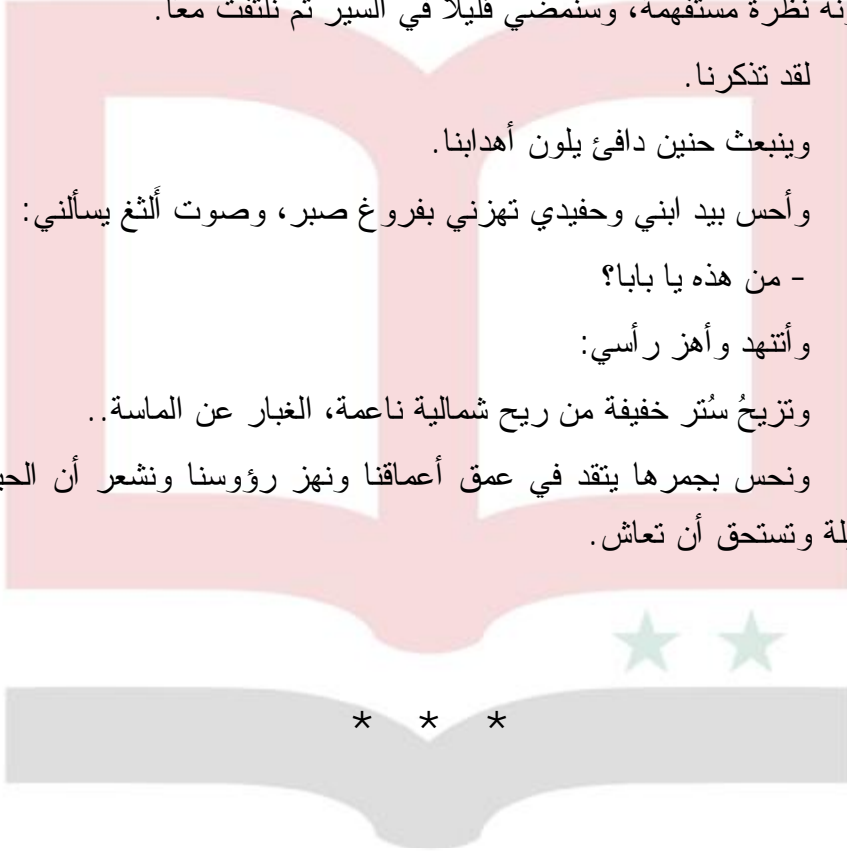 نظرة مستفهمة، وسنمضي قليلاً في السير ثم نلتفت معاً.
لقد تذكرنا.
وينبعث حنين دافئ يلون أهدابنا.
وأحس بيد ابني وحفيدي تهزني بفروغ صبر، وصوت ألثغ يسألني:
- من هذه يا بابا؟
وأتنهد وأهز رأسي:
وتزيحُ سُتر خفيفة من ريح شمالية ناعمة، الغبار عن الماسة..
ونحس بجمرها يتقد في عمق أعماقنا ونهز رؤوسنا ونشعر أن
وتستحق أن تعاش.
* * *